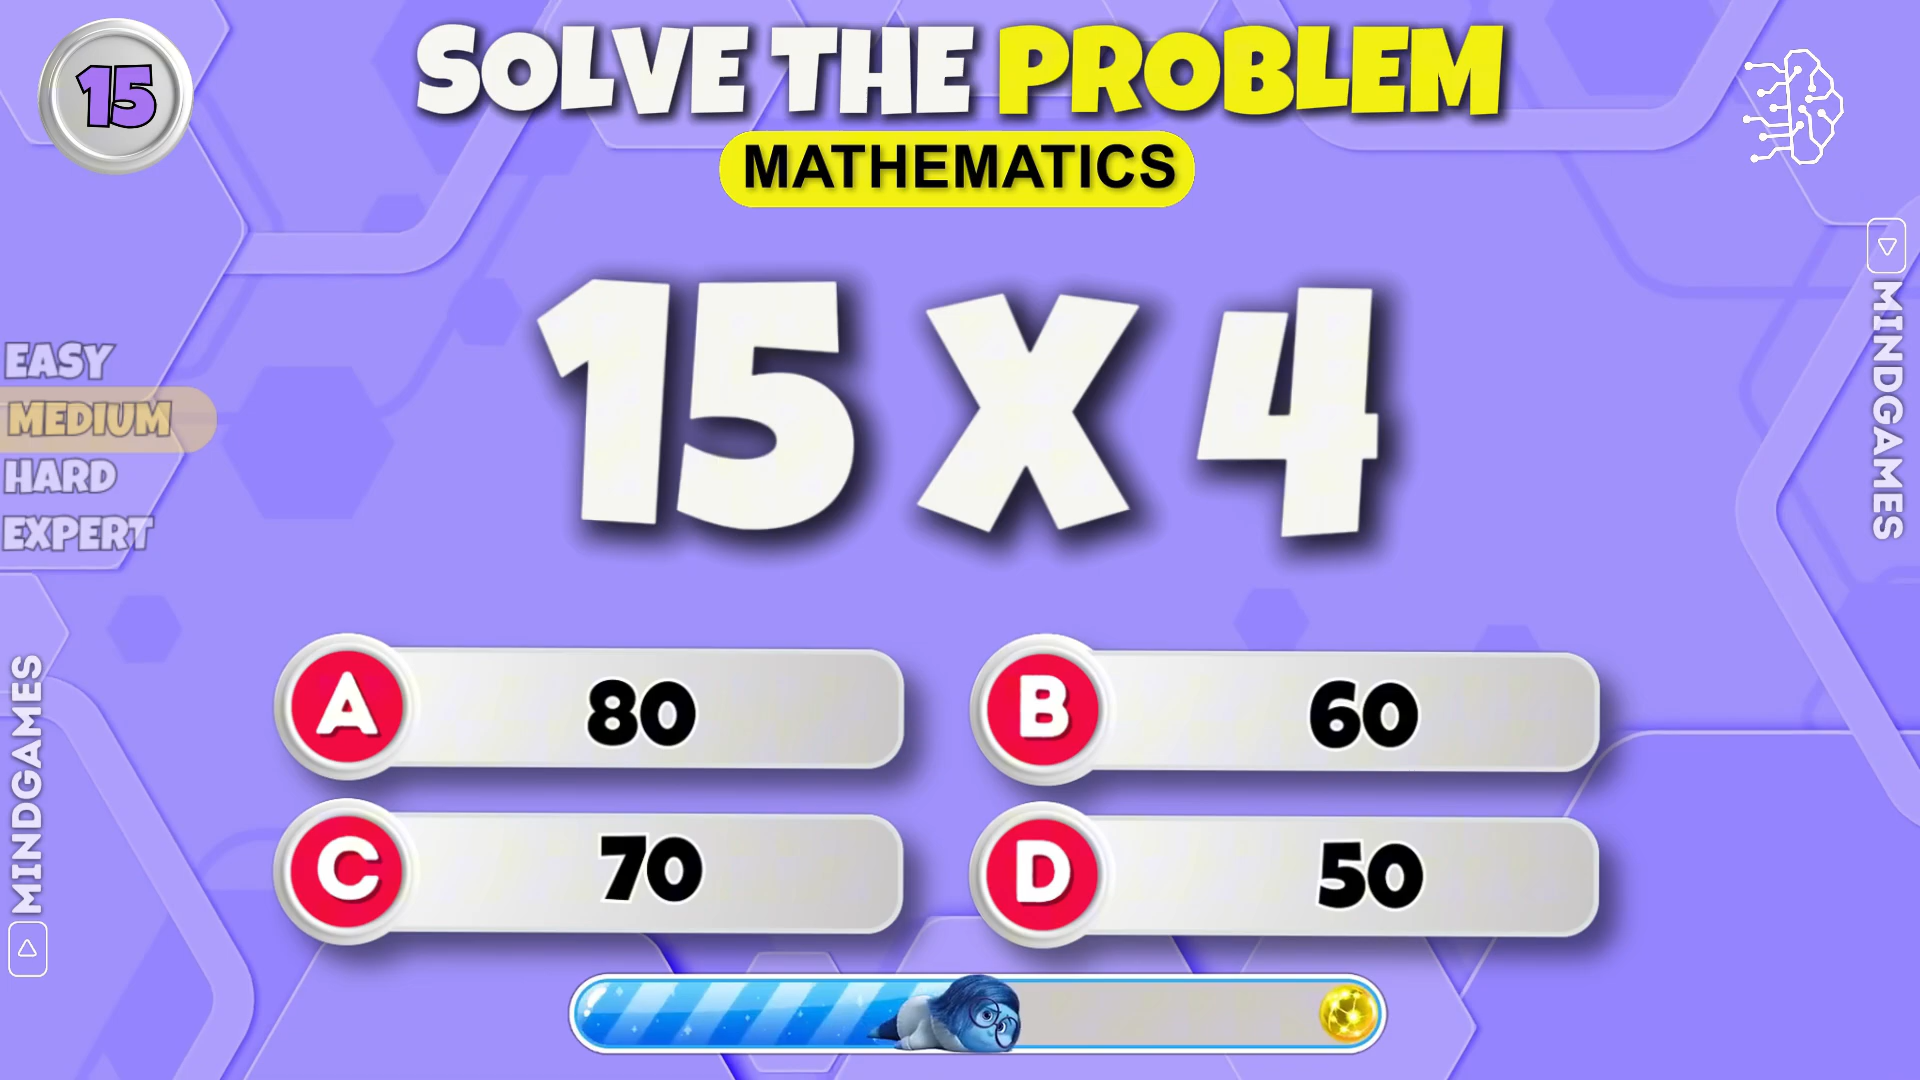 15
SOLVE THE PROBLEM
MATHEMATICS
15 X 4
EASY
MEDIUM
HARD
EXPERT
MINDGAMES
MINDGAMES
A 80
B 60
C 70
D 50